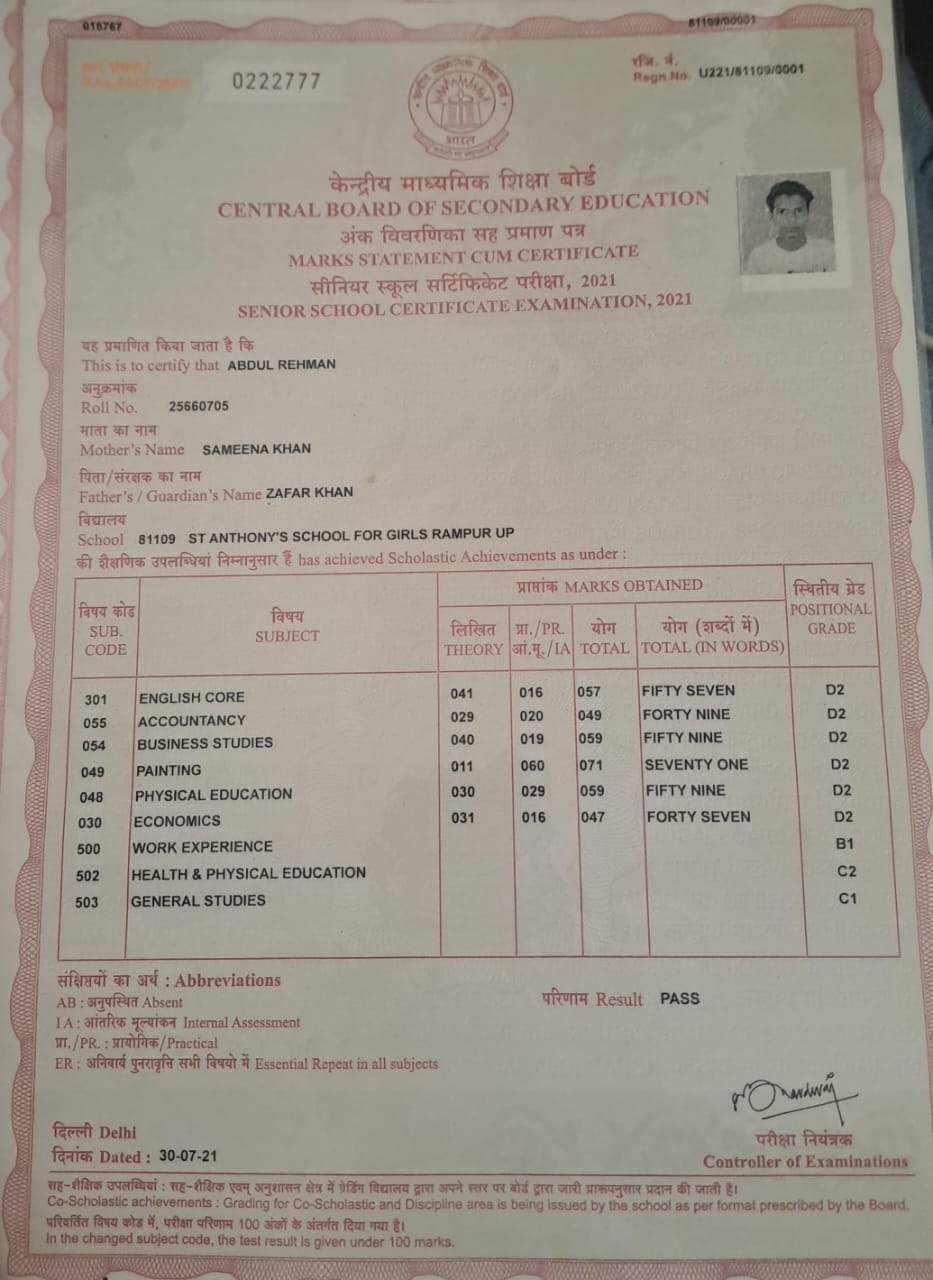 015787
81109/00001
0222777
रजि. नं.
Regn.No. U221/81109/0001
भारत
केन्द्रीय माध्यमिक शिक्षा बोर्ड
CENTRAL BOARD OF SECONDARY EDUCATION
अंक विवरणिका सह प्रमाण पत्र
MARKS STATEMENT CUM CERTIFICATE
सीनियर स्कूल सर्टिफिकेट परीक्षा, 2021
SENIOR SCHOOL CERTIFICATE EXAMINATION, 2021
यह प्रमाणित किया जाता है कि
This is to certify that ABDUL REHMAN
अनुक्रमांक
Roll No. 25660705
माता का नाम
Mother's Name SAMEENA KHAN
पिता/संरक्षक का नाम
Father's / Guardian's Name ZAFAR KHAN
विद्यालय
School 81109 ST ANTHONY'S SCHOOL FOR GIRLS RAMPUR UP
की शैक्षणिक उपलब्धियां निम्नानुसार हैं has achieved Scholastic Achievements as under :
विषय कोड SUB. CODE
विषय SUBJECT
प्राप्तांक MARKS OBTAINED
लिखित THEORY
प्रा./PR. आं.मू./IA
योग TOTAL
योग (शब्दों में) TOTAL (IN WORDS)
स्थितीय ग्रेड POSITIONAL GRADE
301 ENGLISH CORE 041 016 057 FIFTY SEVEN D2
055 ACCOUNTANCY 029 020 049 FORTY NINE D2
054 BUSINESS STUDIES 040 019 059 FIFTY NINE D2
049 PAINTING 011 060 071 SEVENTY ONE D2
048 PHYSICAL EDUCATION 030 029 059 FIFTY NINE D2
030 ECONOMICS 031 016 047 FORTY SEVEN D2
500 WORK EXPERIENCE B1
502 HEALTH & PHYSICAL EDUCATION C2
503 GENERAL STUDIES C1
संक्षिप्तियों का अर्थ : Abbreviations
AB : अनुपस्थित Absent
परिणाम Result PASS
I A : आंतरिक मूल्यांकन Internal Assessment
प्रा./PR. : प्रायोगिक/Practical
ER : अनिवार्य पुनरावृत्ति सभी विषयो में Essential Repeat in all subjects
दिल्ली Delhi
दिनांक Dated : 30-07-21
परीक्षा नियंत्रक
Controller of Examinations
सह-शैक्षिक उपलब्धियां : सह-शैक्षिक एवम् अनुशासन क्षेत्र में ग्रेडिंग विद्यालय द्वारा अपने स्तर पर बोर्ड द्वारा जारी प्रारूपनुसार प्रदान की जाती है।
Co-Scholastic achievements : Grading for Co-Scholastic and Discipline area is being issued by the school as per format prescribed by the Board.
परिवर्तित विषय कोड में, परीक्षा परिणाम 100 अंकों के अंतर्गत दिया गया है।
In the changed subject code, the test result is given under 100 marks.